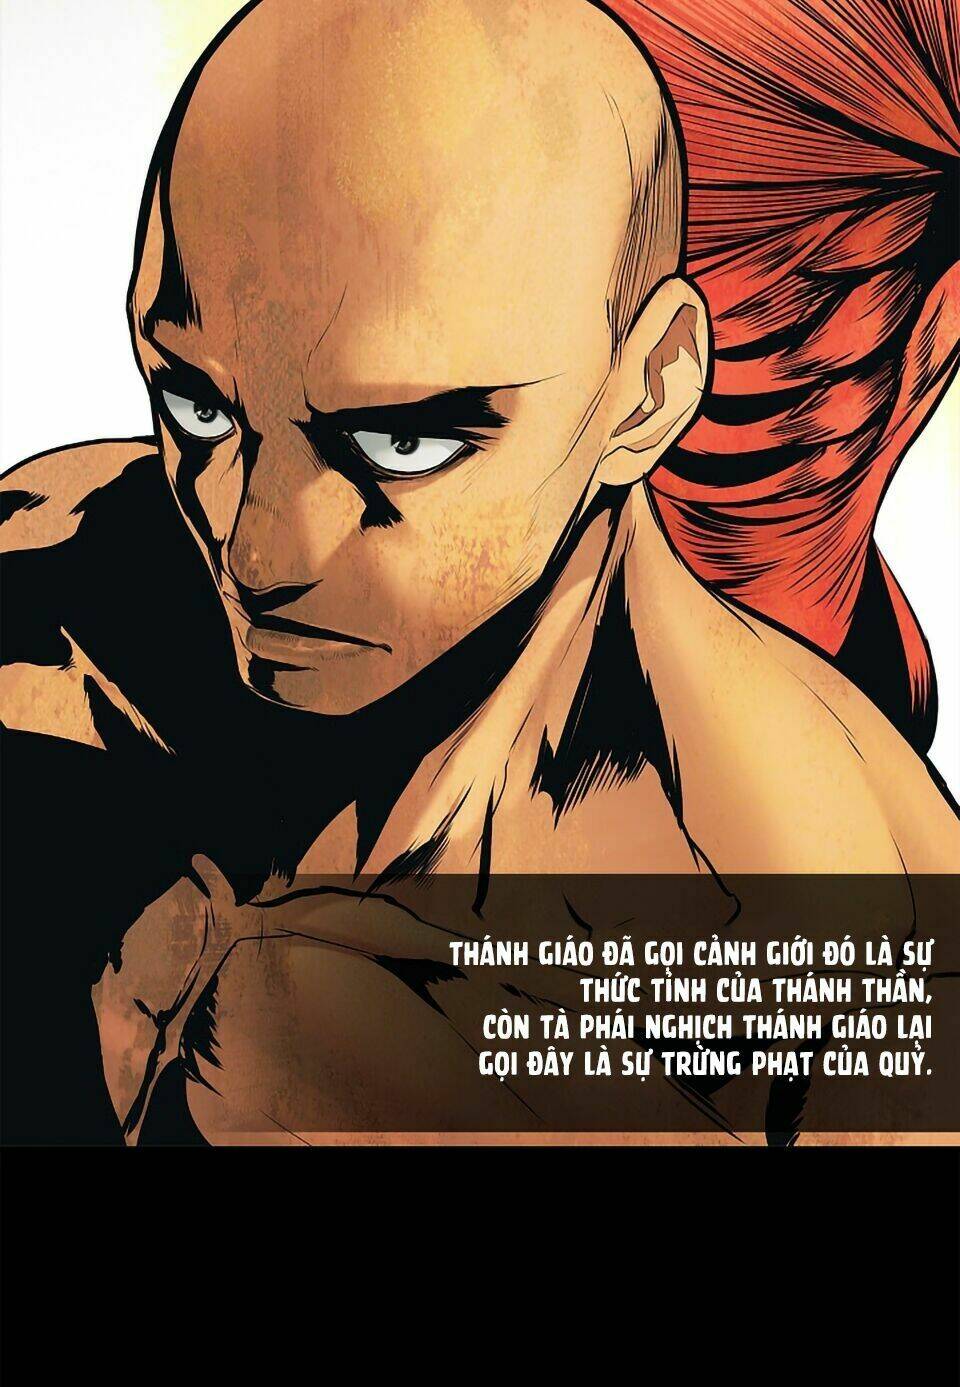 THÁNH GIÁO ĐÃ GỌI CẢNH GIỚI ĐÓ LÀ SỰ
THỨC TỈNH CỦA THÁNH THẦN,
CÒN TÀ PHÁI NGHỊCH THÁNH GIÁO LẠI
GỌI ĐÂY LÀ SỰ TRỪNG PHẠT CỦA QUỶ.